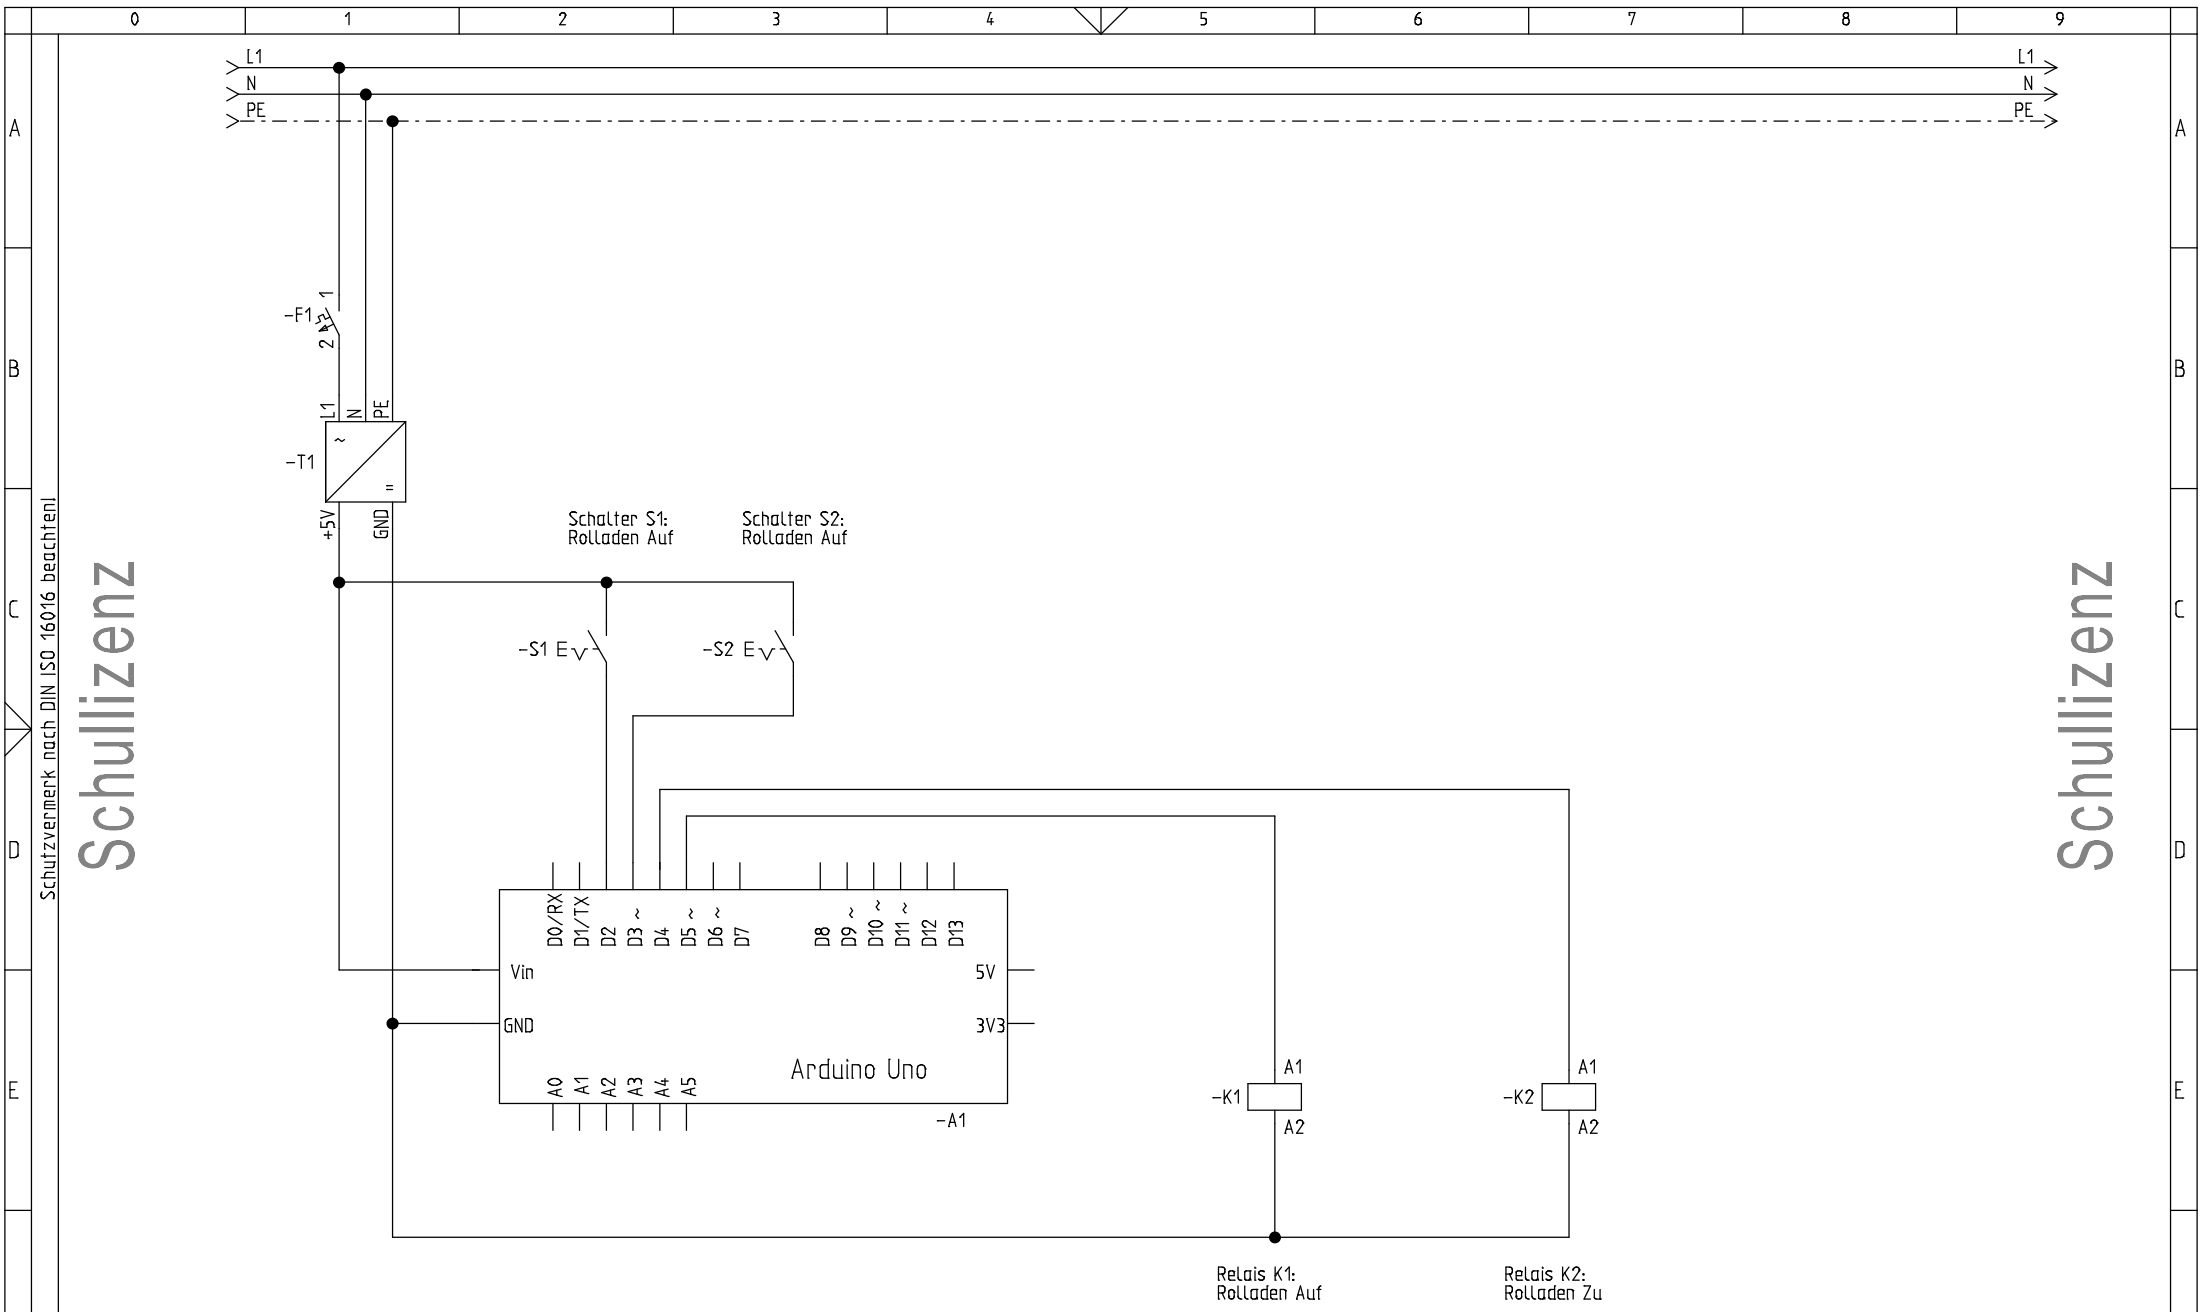 0 1 2 3 4 5 6 7 8 9
L1 L1
N N
PE PE
A A
1
-F1
2
B B
L1 N PE
~
-T1
=
+5V GND
Schalter S1:
Rolladen Auf
Schalter S2:
Rolladen Auf
C C
-S1
-S2
Schutzvermerk nach DIN ISO 16016 beachten!
Schullizenz
Schullizenz
D D
D0/RX D1/TX D2 D3 ~ D4 D5 ~ D6 ~ D7 D8 D9 ~ D10 ~ D11 ~ D12 D13
Vin 5V
GND 3V3
Arduino Uno
A0 A1 A2 A3 A4 A5
-A1
E E
A1
-K1
A2
A1
-K2
A2
Relais K1:
Rolladen Auf
Relais K2:
Rolladen Zu